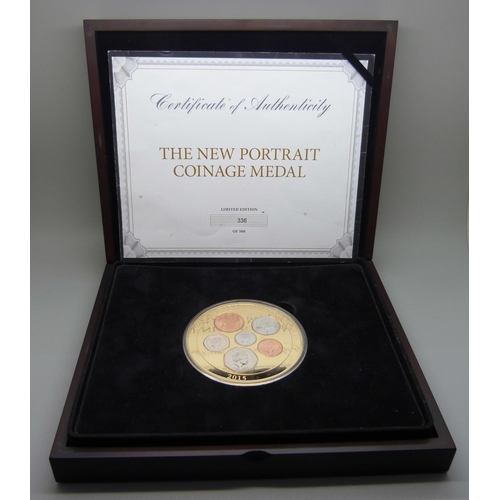 Certificate of Authenticity
THE NEW PORTRAIT
COINAGE MEDAL
LIMITED EDITION
336
2015